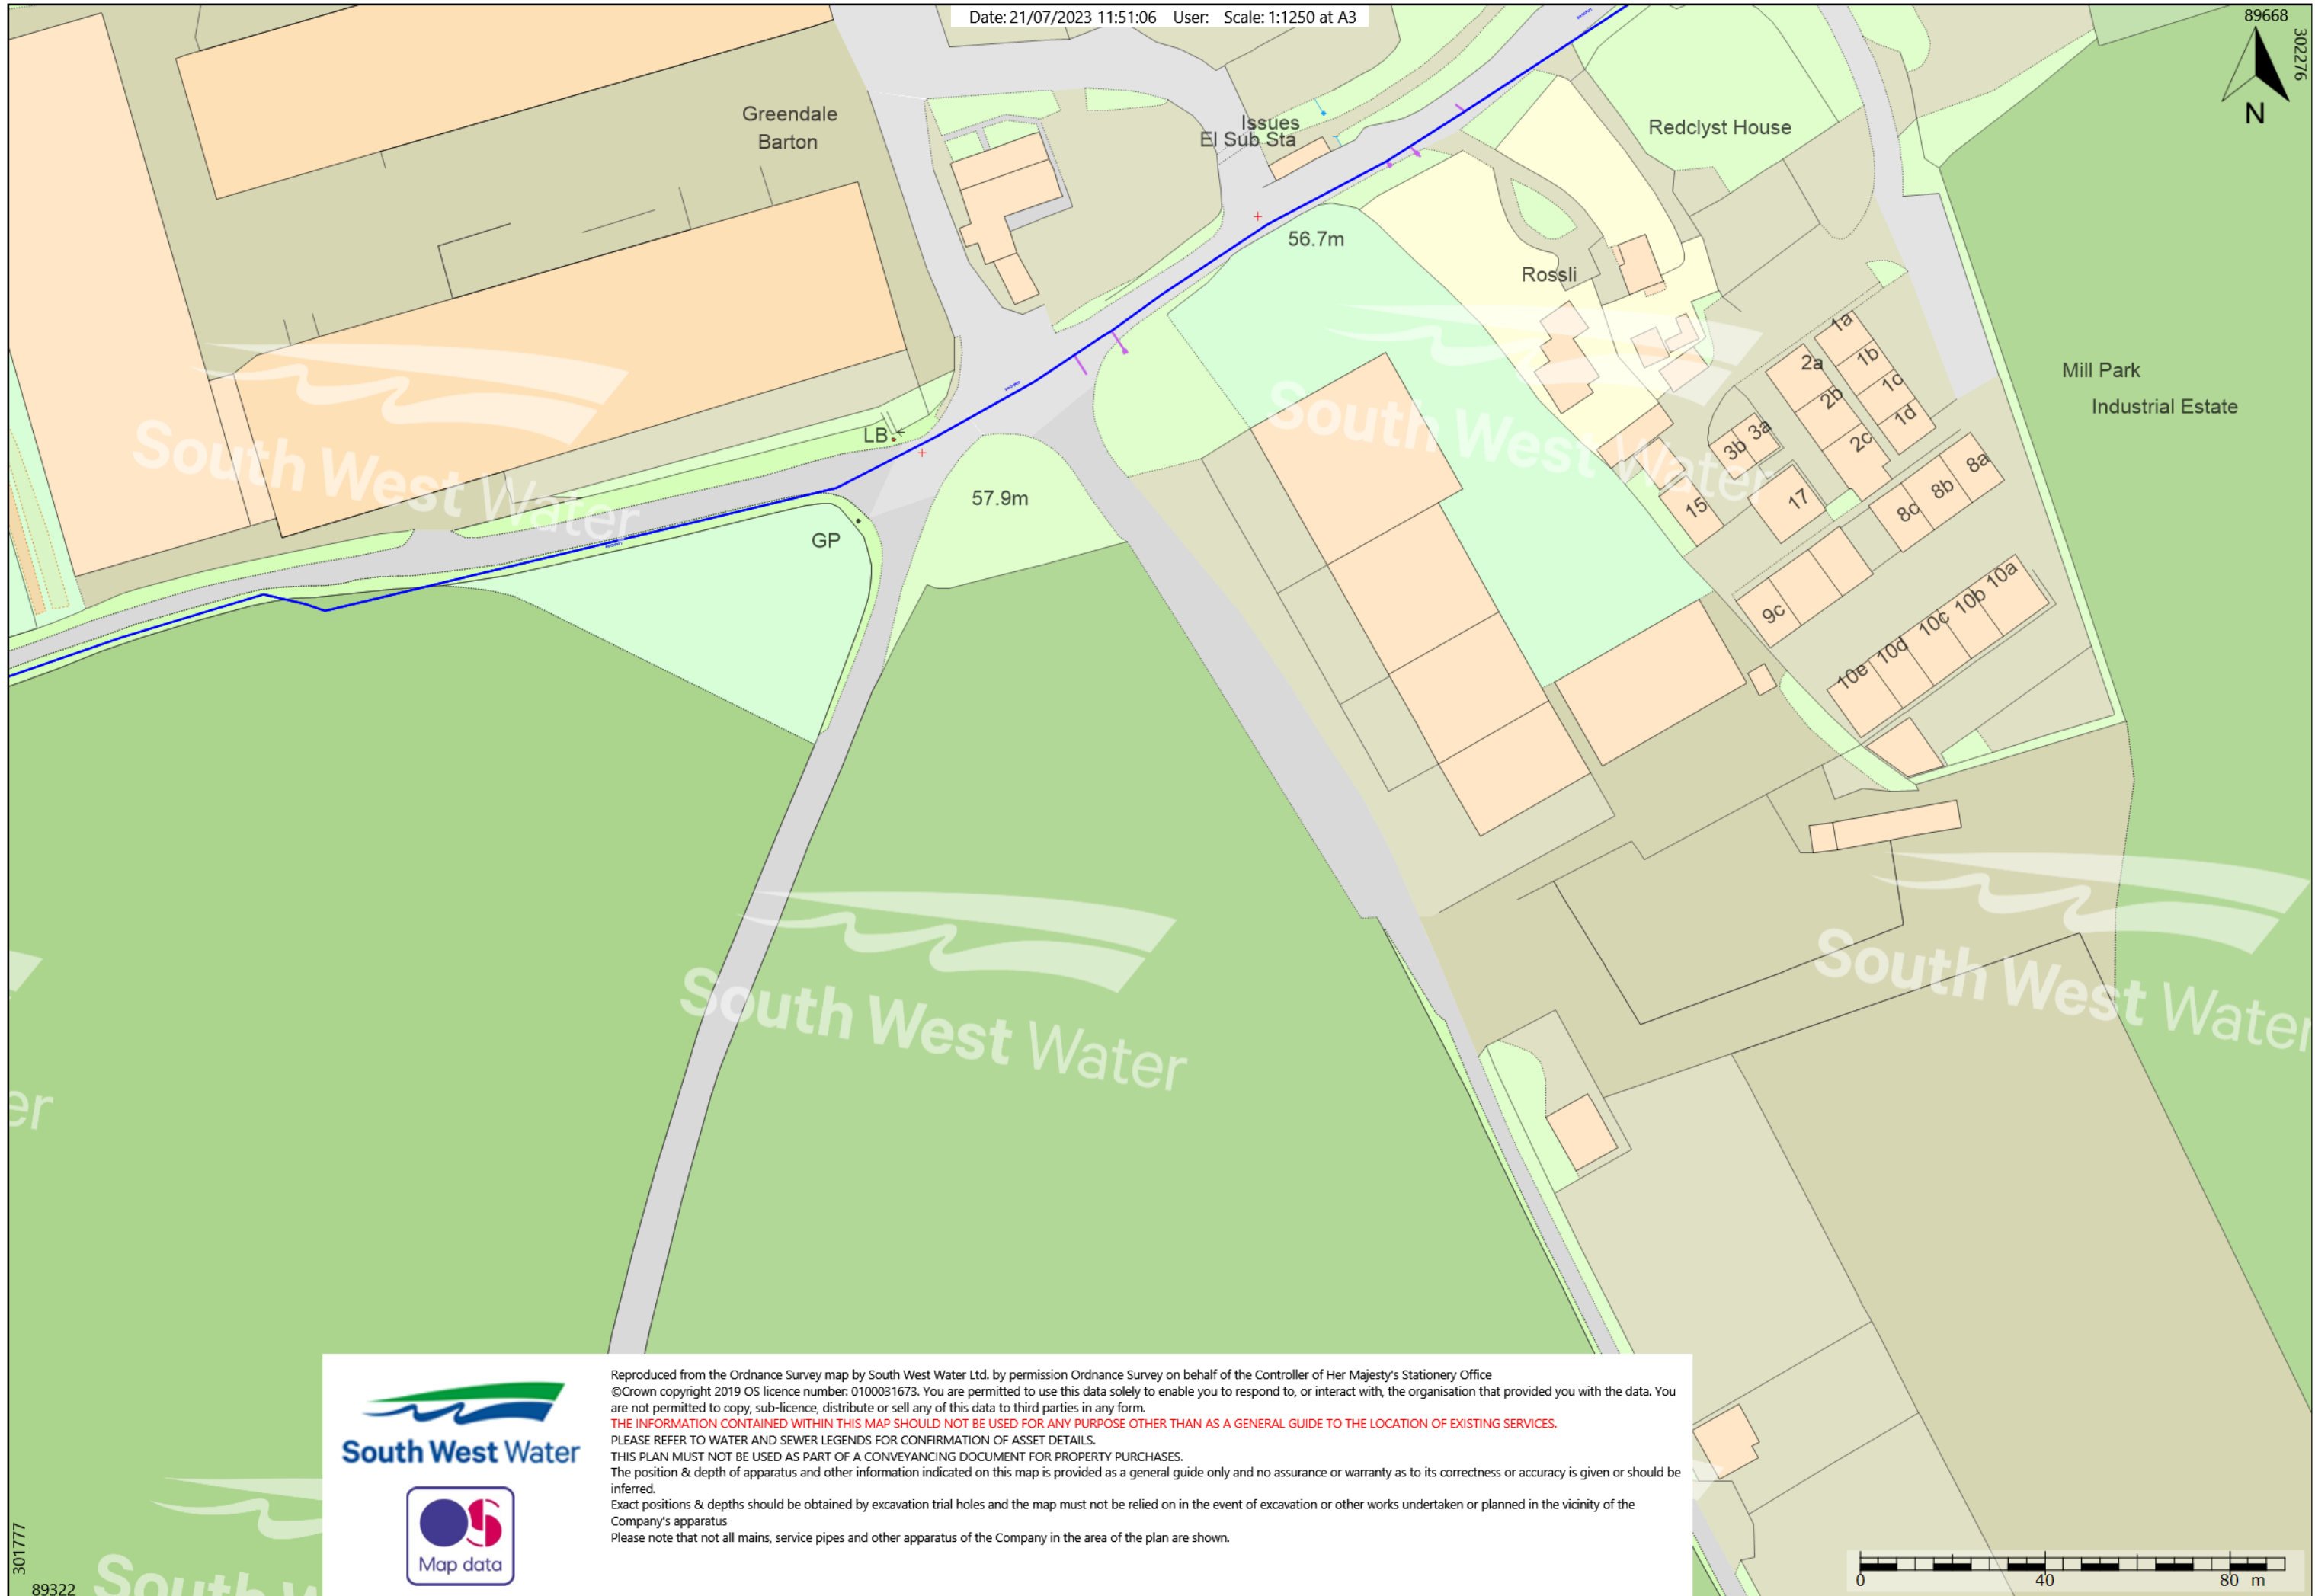 Date: 21/07/2023 11:51:06 User: Scale: 1:1250 at A3
89668
302276
N
Greendale
Barton
Issues
El Sub Sta
Redclyst House
56.7m
Rossli
1a
1b
1c
1d
2a
2b
2c
3b 3a
Mill Park
Industrial Estate
LB
57.9m
GP
15
17
8a
8b
8c
9c
10a
10b
10c
10d
10e
South West Water
South West Water
South West Water
South West Water
er
South W
South West Water
Map data
Reproduced from the Ordnance Survey map by South West Water Ltd. by permission Ordnance Survey on behalf of the Controller of Her Majesty's Stationery Office
©Crown copyright 2019 OS licence number: 0100031673. You are permitted to use this data solely to enable you to respond to, or interact with, the organisation that provided you with the data. You
are not permitted to copy, sub-licence, distribute or sell any of this data to third parties in any form.
THE INFORMATION CONTAINED WITHIN THIS MAP SHOULD NOT BE USED FOR ANY PURPOSE OTHER THAN AS A GENERAL GUIDE TO THE LOCATION OF EXISTING SERVICES.
PLEASE REFER TO WATER AND SEWER LEGENDS FOR CONFIRMATION OF ASSET DETAILS.
THIS PLAN MUST NOT BE USED AS PART OF A CONVEYANCING DOCUMENT FOR PROPERTY PURCHASES.
The position & depth of apparatus and other information indicated on this map is provided as a general guide only and no assurance or warranty as to its correctness or accuracy is given or should be
inferred.
Exact positions & depths should be obtained by excavation trial holes and the map must not be relied on in the event of excavation or other works undertaken or planned in the vicinity of the
Company's apparatus
Please note that not all mains, service pipes and other apparatus of the Company in the area of the plan are shown.
301777
89322
0 40 80 m